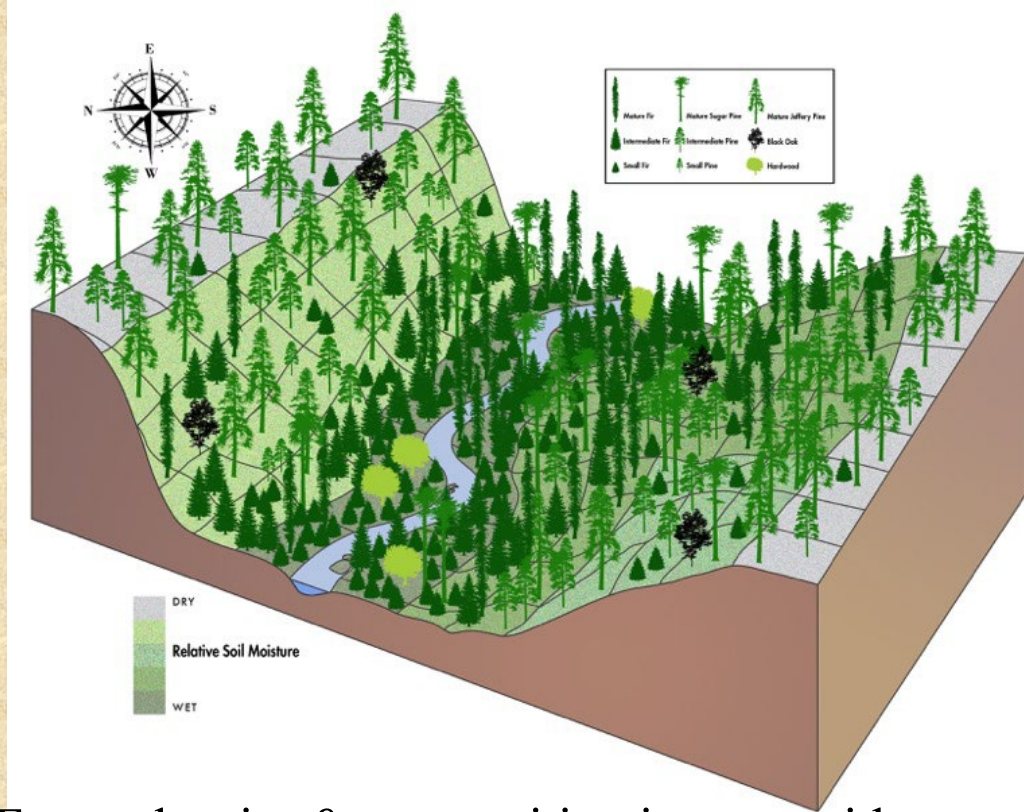 E
N
S
W
Mature Fir Mature Sugar Pine Mature Jeffery Pine
Intermediate Fir Intermediate Pine Black Oak
Small Fir Small Pine Hardwood
DRY
Relative Soil Moisture
WET